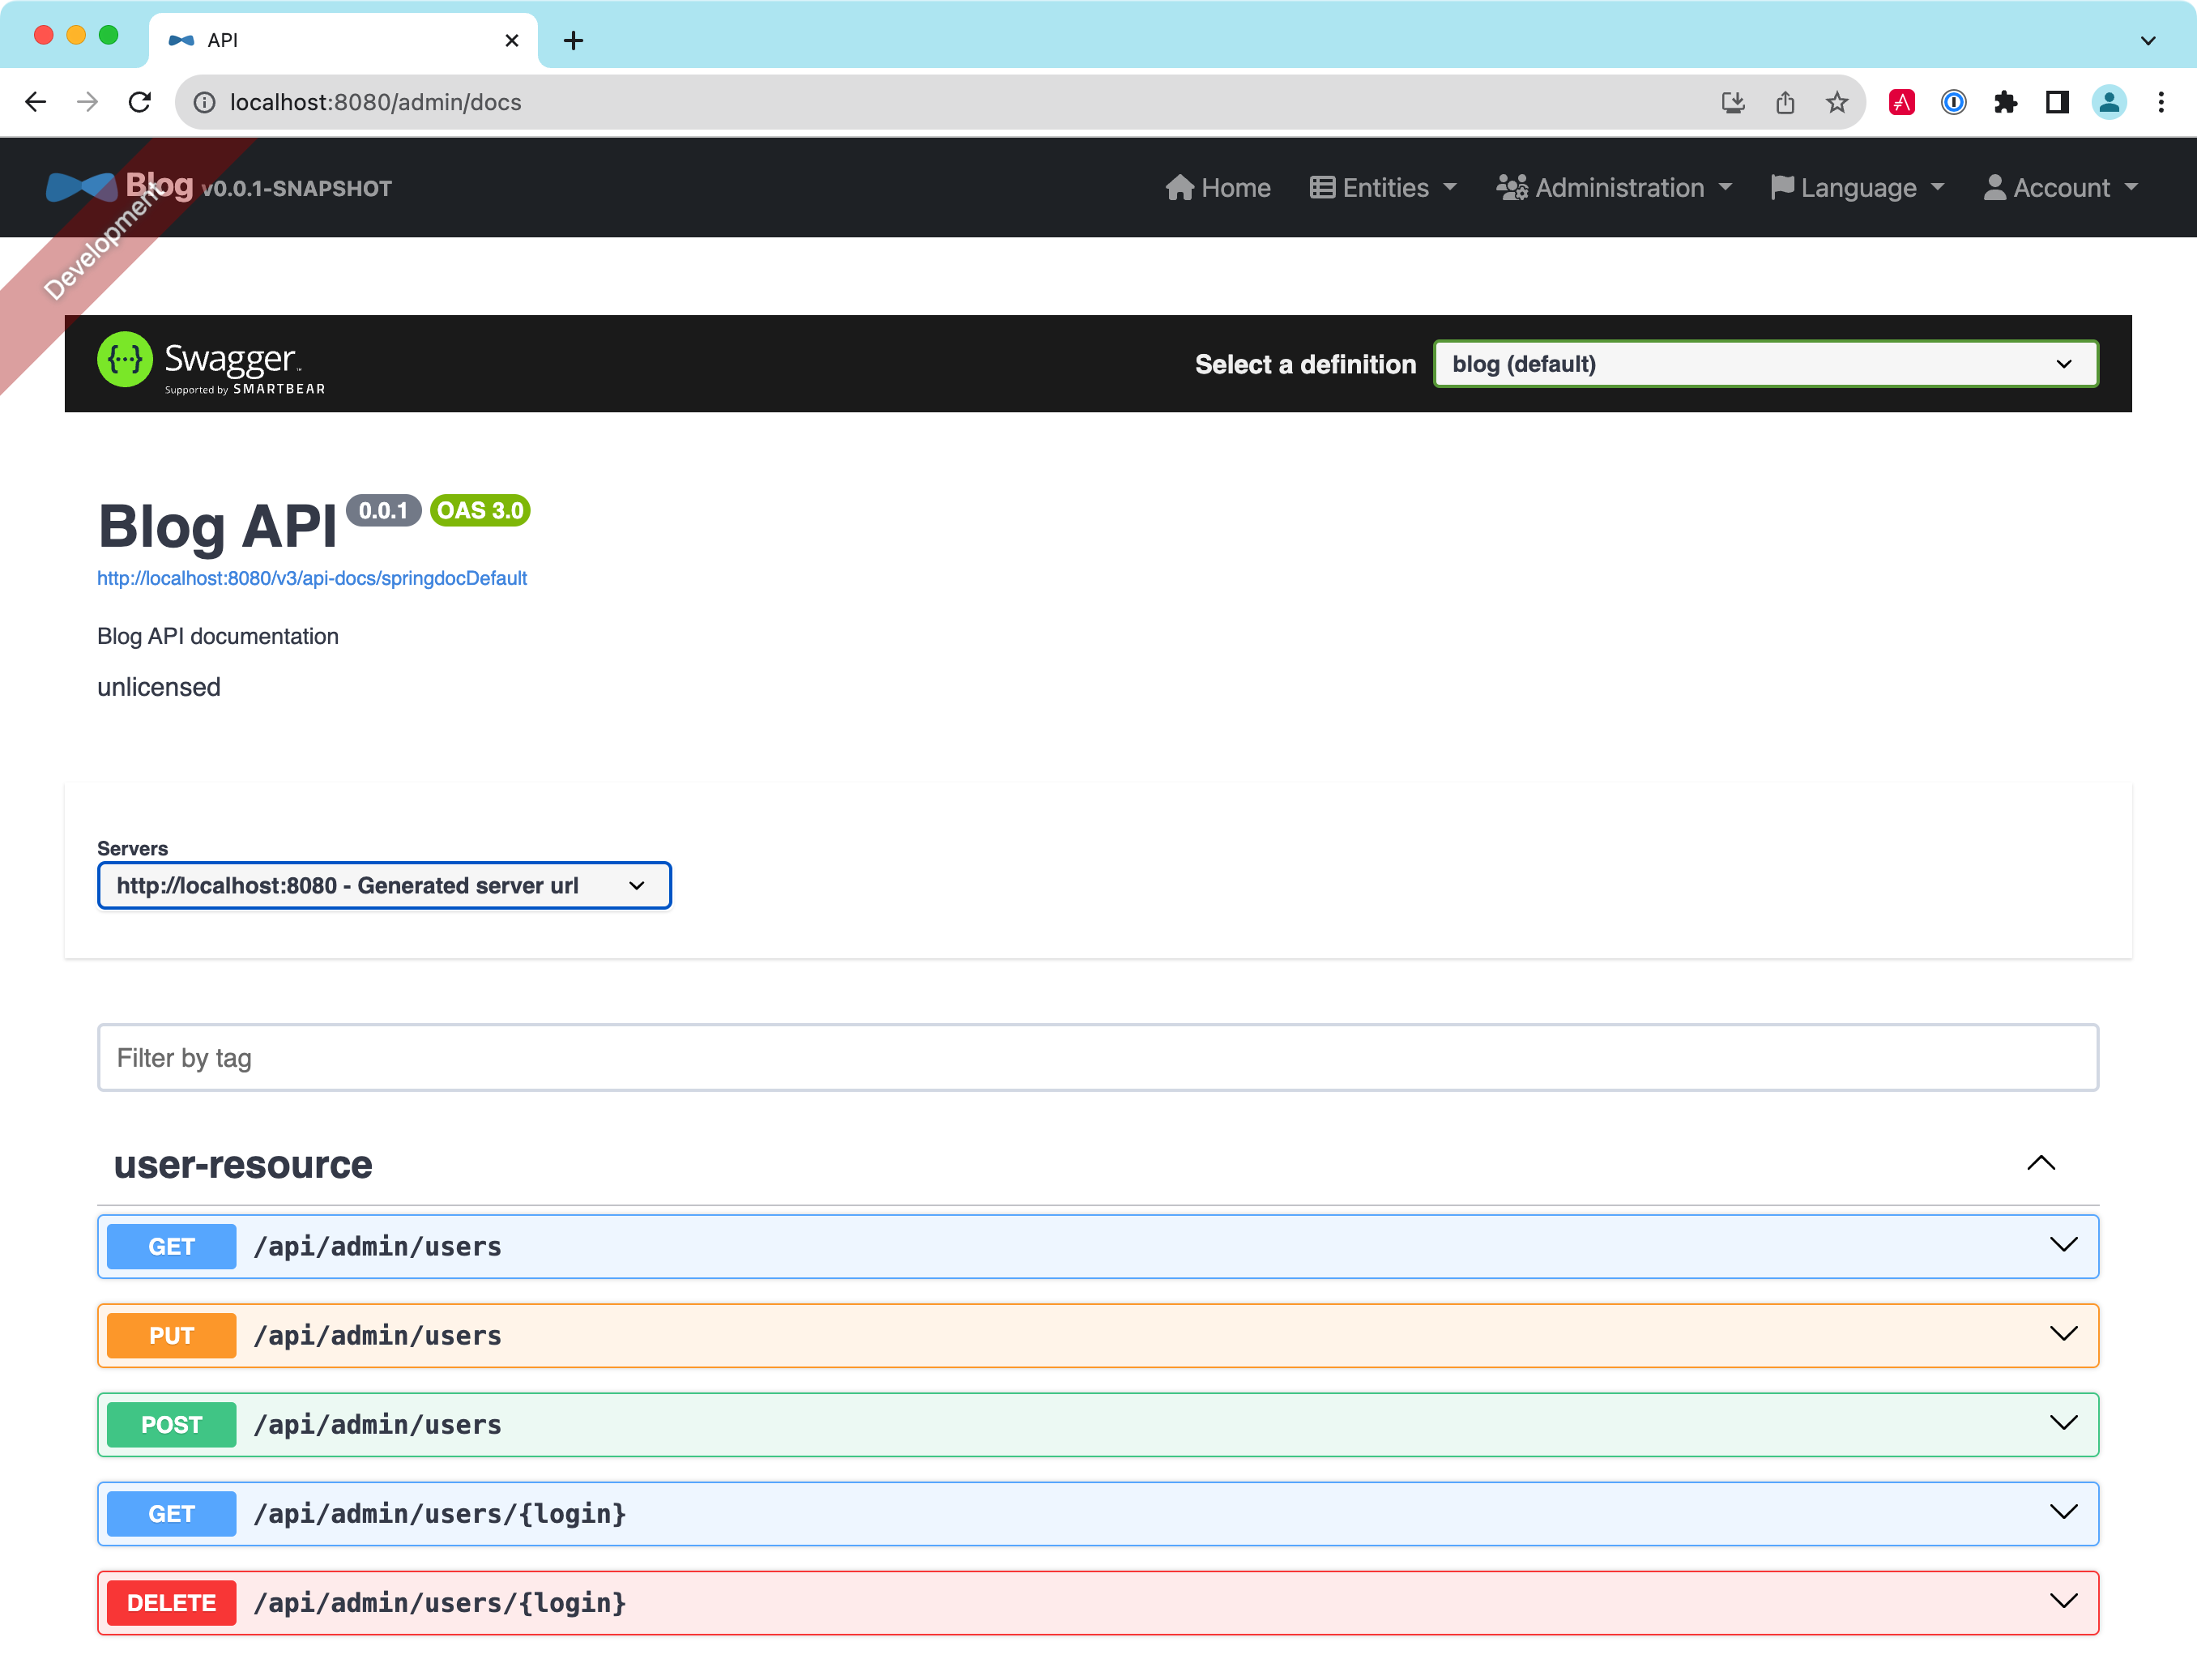 API
localhost:8080/admin/docs
Blog v0.0.1-SNAPSHOT
Home Entities Administration Language Account
Development
Swagger
Supported by SMARTBEAR
Select a definition
blog (default)
Blog API 0.0.1 OAS 3.0
http://localhost:8080/v3/api-docs/springdocDefault
Blog API documentation
unlicensed
Servers
http://localhost:8080 - Generated server url
Filter by tag
user-resource
GET /api/admin/users
PUT /api/admin/users
POST /api/admin/users
GET /api/admin/users/{login}
DELETE /api/admin/users/{login}